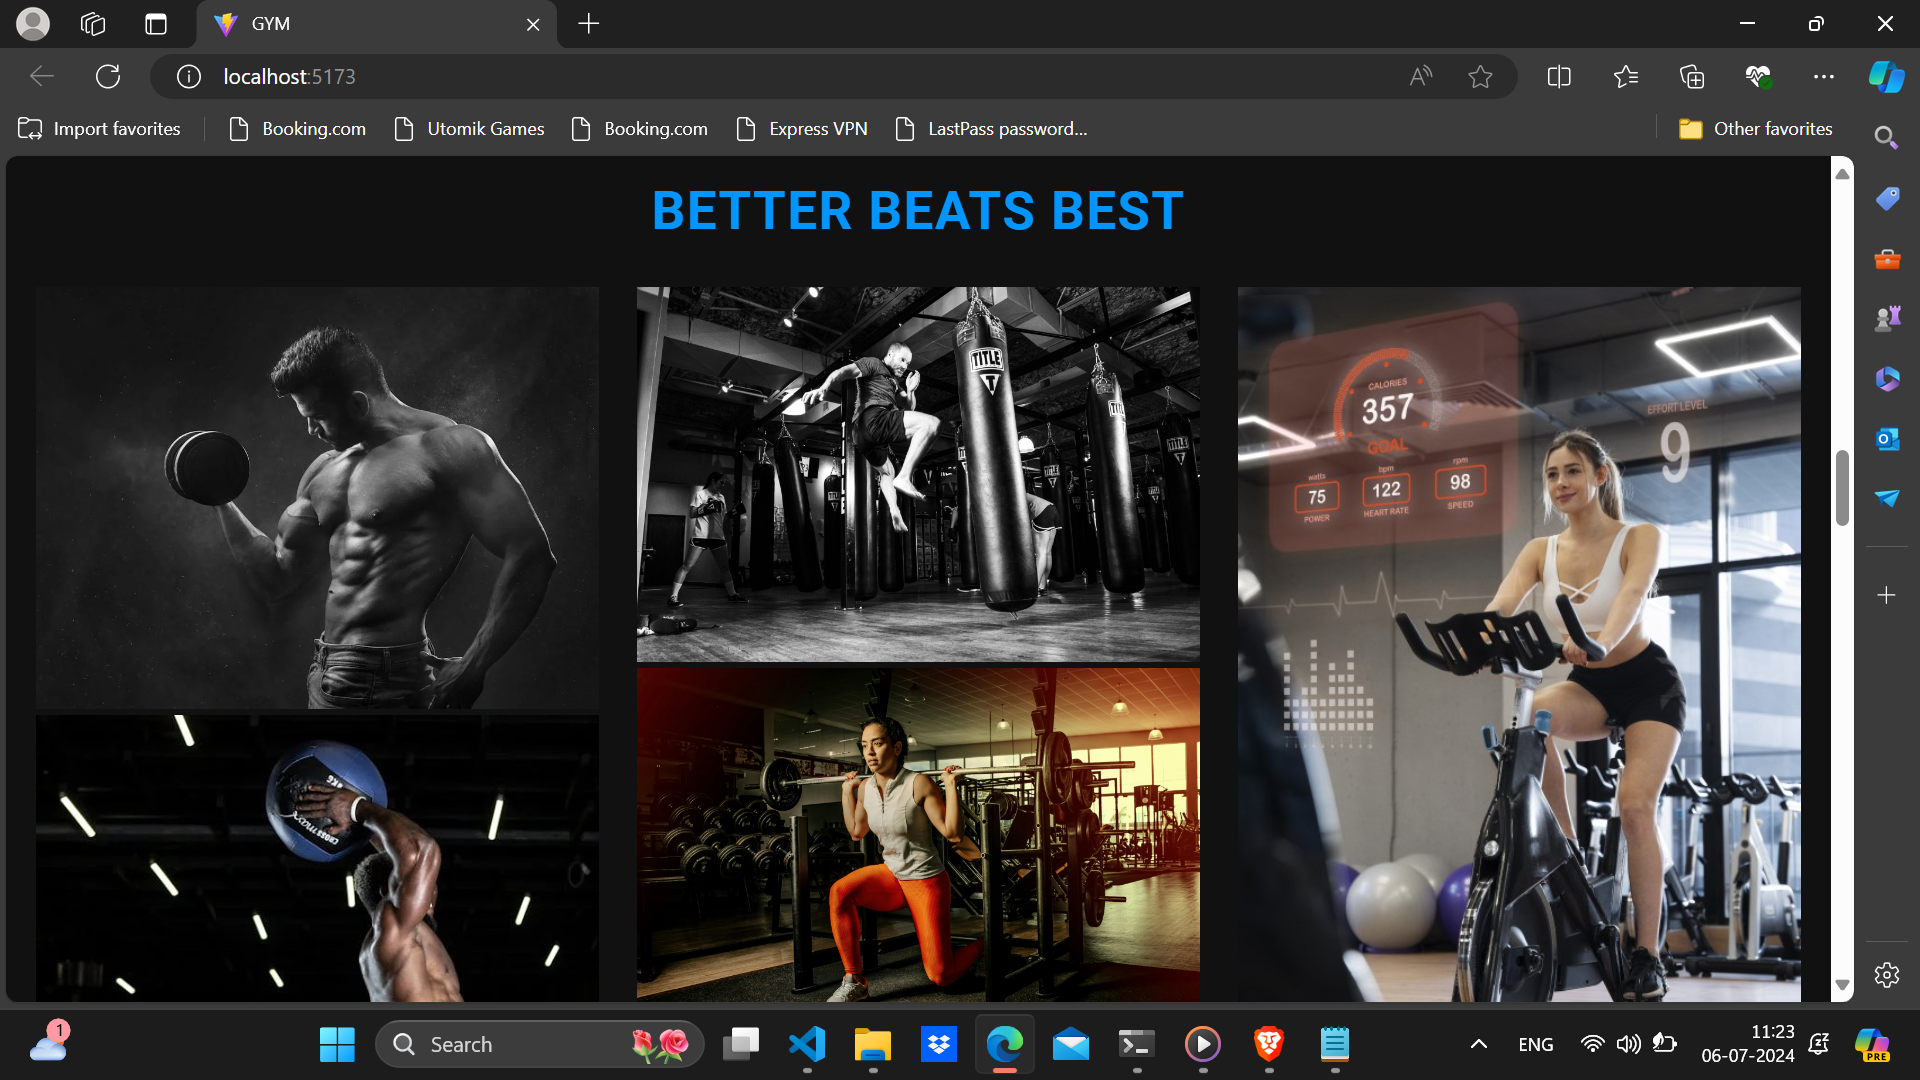 GYM
localhost:5173
Import favorites
Booking.com
Utomik Games
Booking.com
Express VPN
LastPass password...
Other favorites
BETTER BEATS BEST
TITLE
T
CALORIES
357
GOAL
watts
75
POWER
bpm
122
HEART RATE
rpm
98
SPEED
EFFORT LEVEL
9
KG
1
Search
ENG
11:23
06-07-2024
PRE